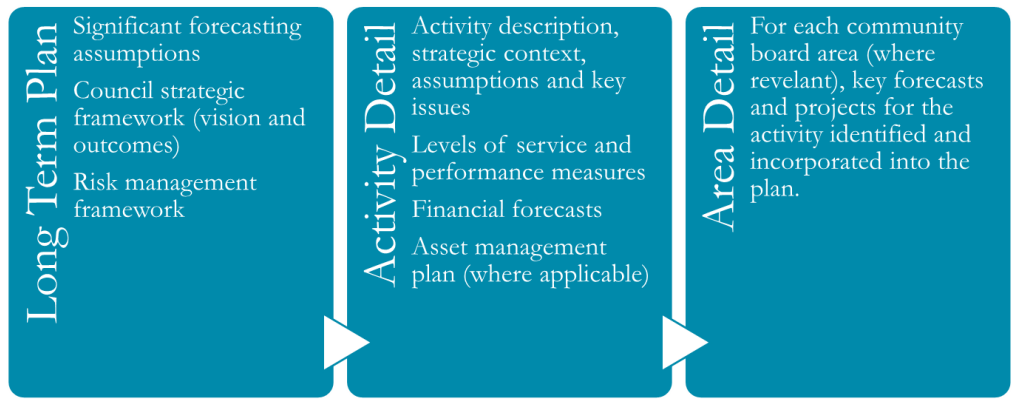 Long Term Plan
Significant forecasting
assumptions
Council strategic
framework (vision and
outcomes)
Risk management
framework
Activity Detail
Activity description,
strategic context,
assumptions and key
issues
Levels of service and
performance measures
Financial forecasts
Asset management
plan (where applicable)
Area Detail
For each community
board area (where
revelant), key forecasts
and projects for the
activity identified and
incorporated into the
plan.